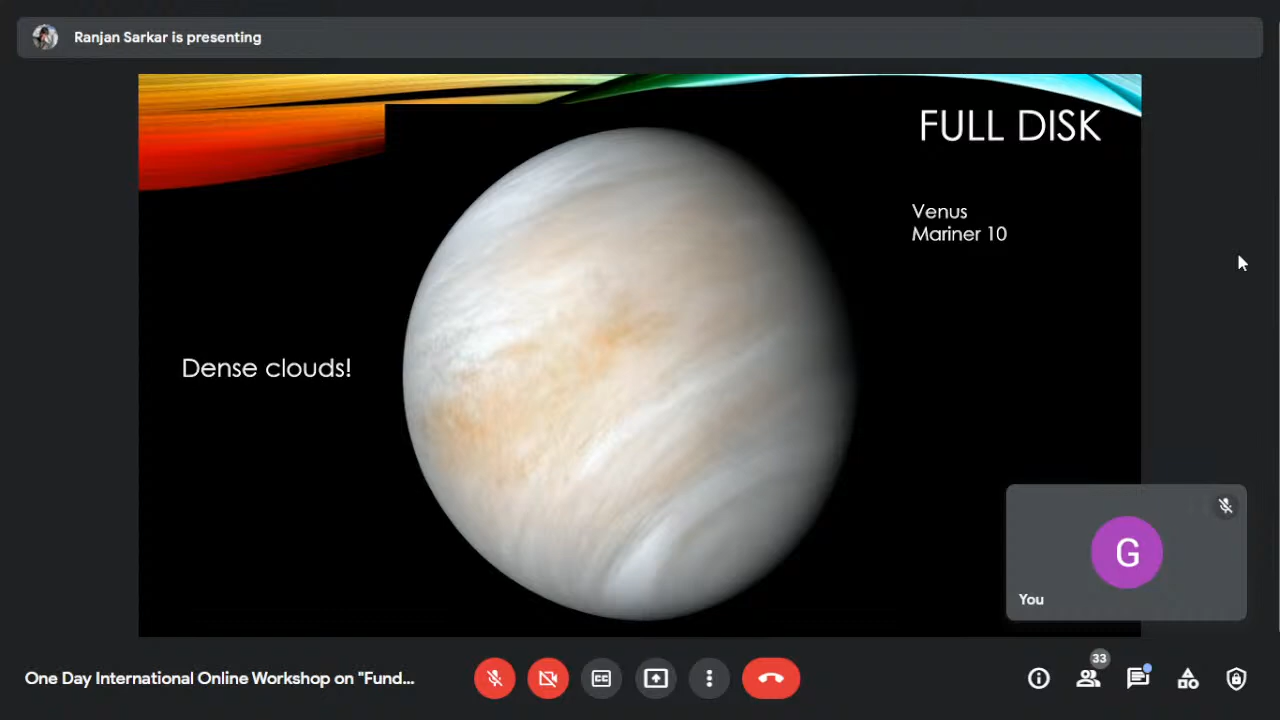 Ranjan Sarkar is presenting
FULL DISK
Venus
Mariner 10
Dense clouds!
G
You
33
One Day International Online Workshop on "Fund...
CC